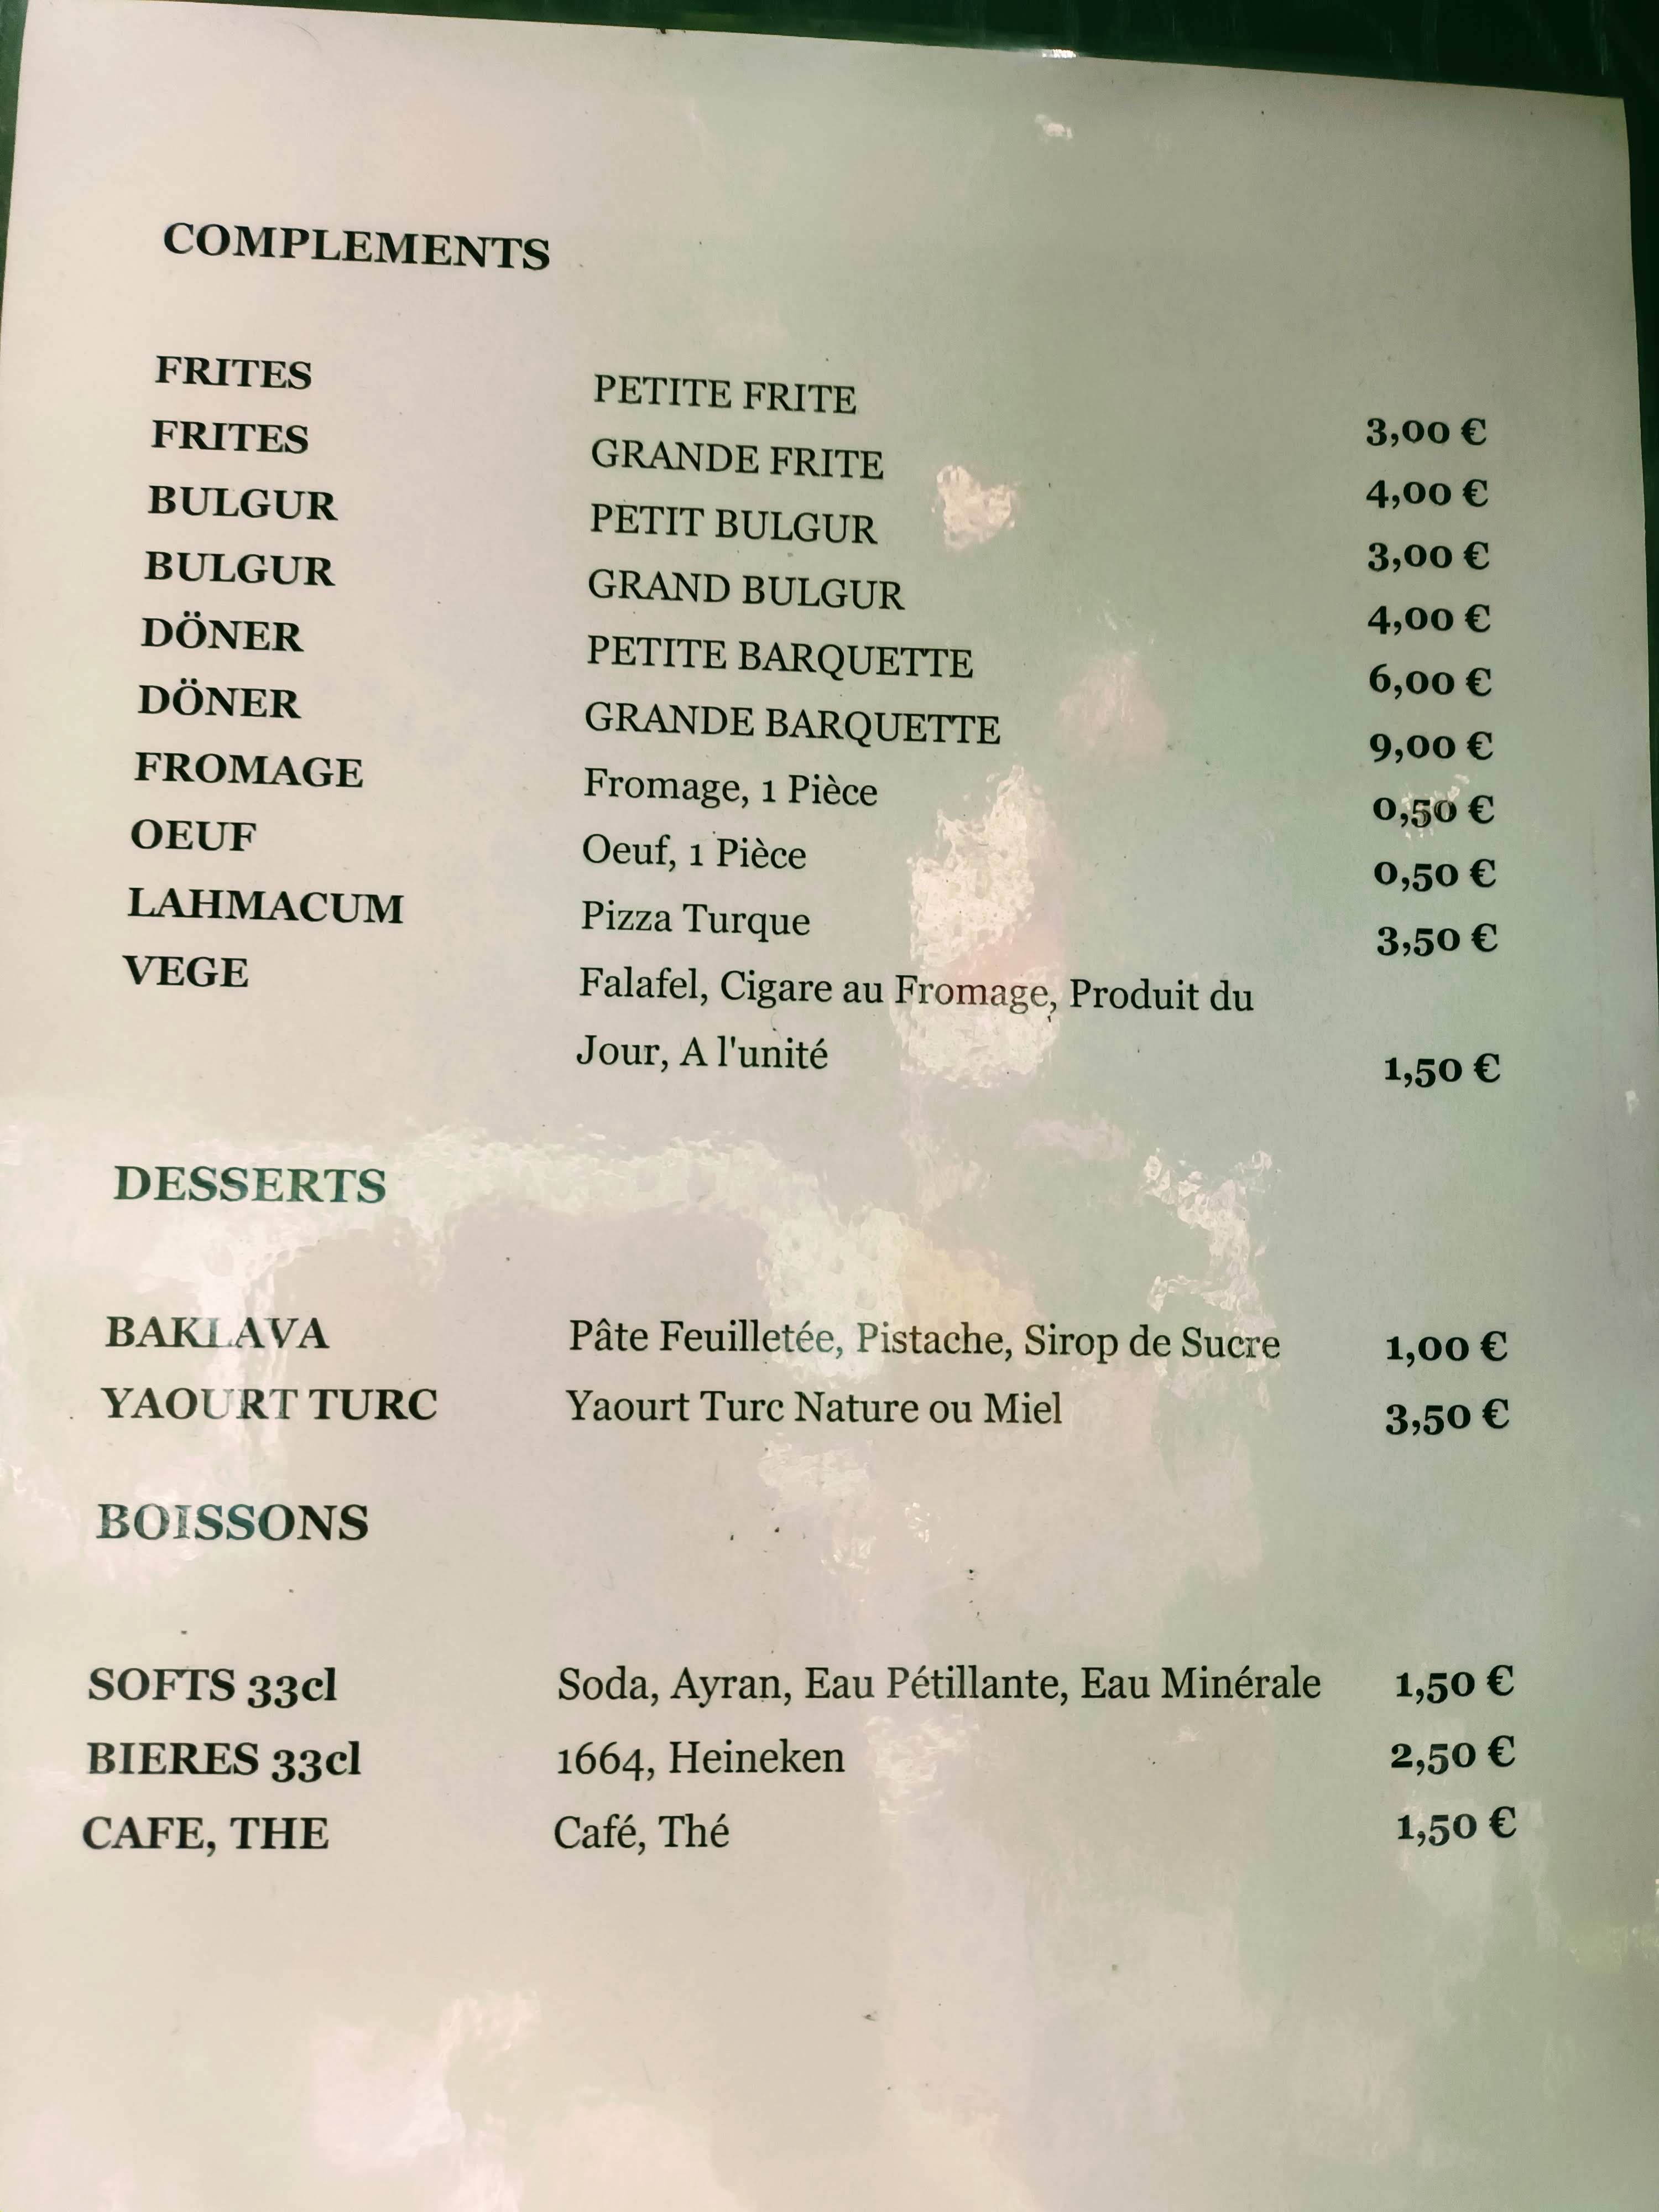 COMPLEMENTS
FRITES PETITE FRITE 3,00 €
FRITES GRANDE FRITE 4,00 €
BULGUR PETIT BULGUR 3,00 €
BULGUR GRAND BULGUR 4,00 €
DÖNER PETITE BARQUETTE 6,00 €
DÖNER GRANDE BARQUETTE 9,00 €
FROMAGE Fromage, 1 Pièce 0,50 €
OEUF Oeuf, 1 Pièce 0,50 €
LAHMACUM Pizza Turque 3,50 €
VEGE Falafel, Cigare au Fromage, Produit du
Jour, A l'unité 1,50 €
DESSERTS
BAKLAVA Pâte Feuilletée, Pistache, Sirop de Sucre 1,00 €
YAOURT TURC Yaourt Turc Nature ou Miel 3,50 €
BOISSONS
SOFTS 33cl Soda, Ayran, Eau Pétillante, Eau Minérale 1,50 €
BIERES 33cl 1664, Heineken 2,50 €
CAFE, THE Café, Thé 1,50 €